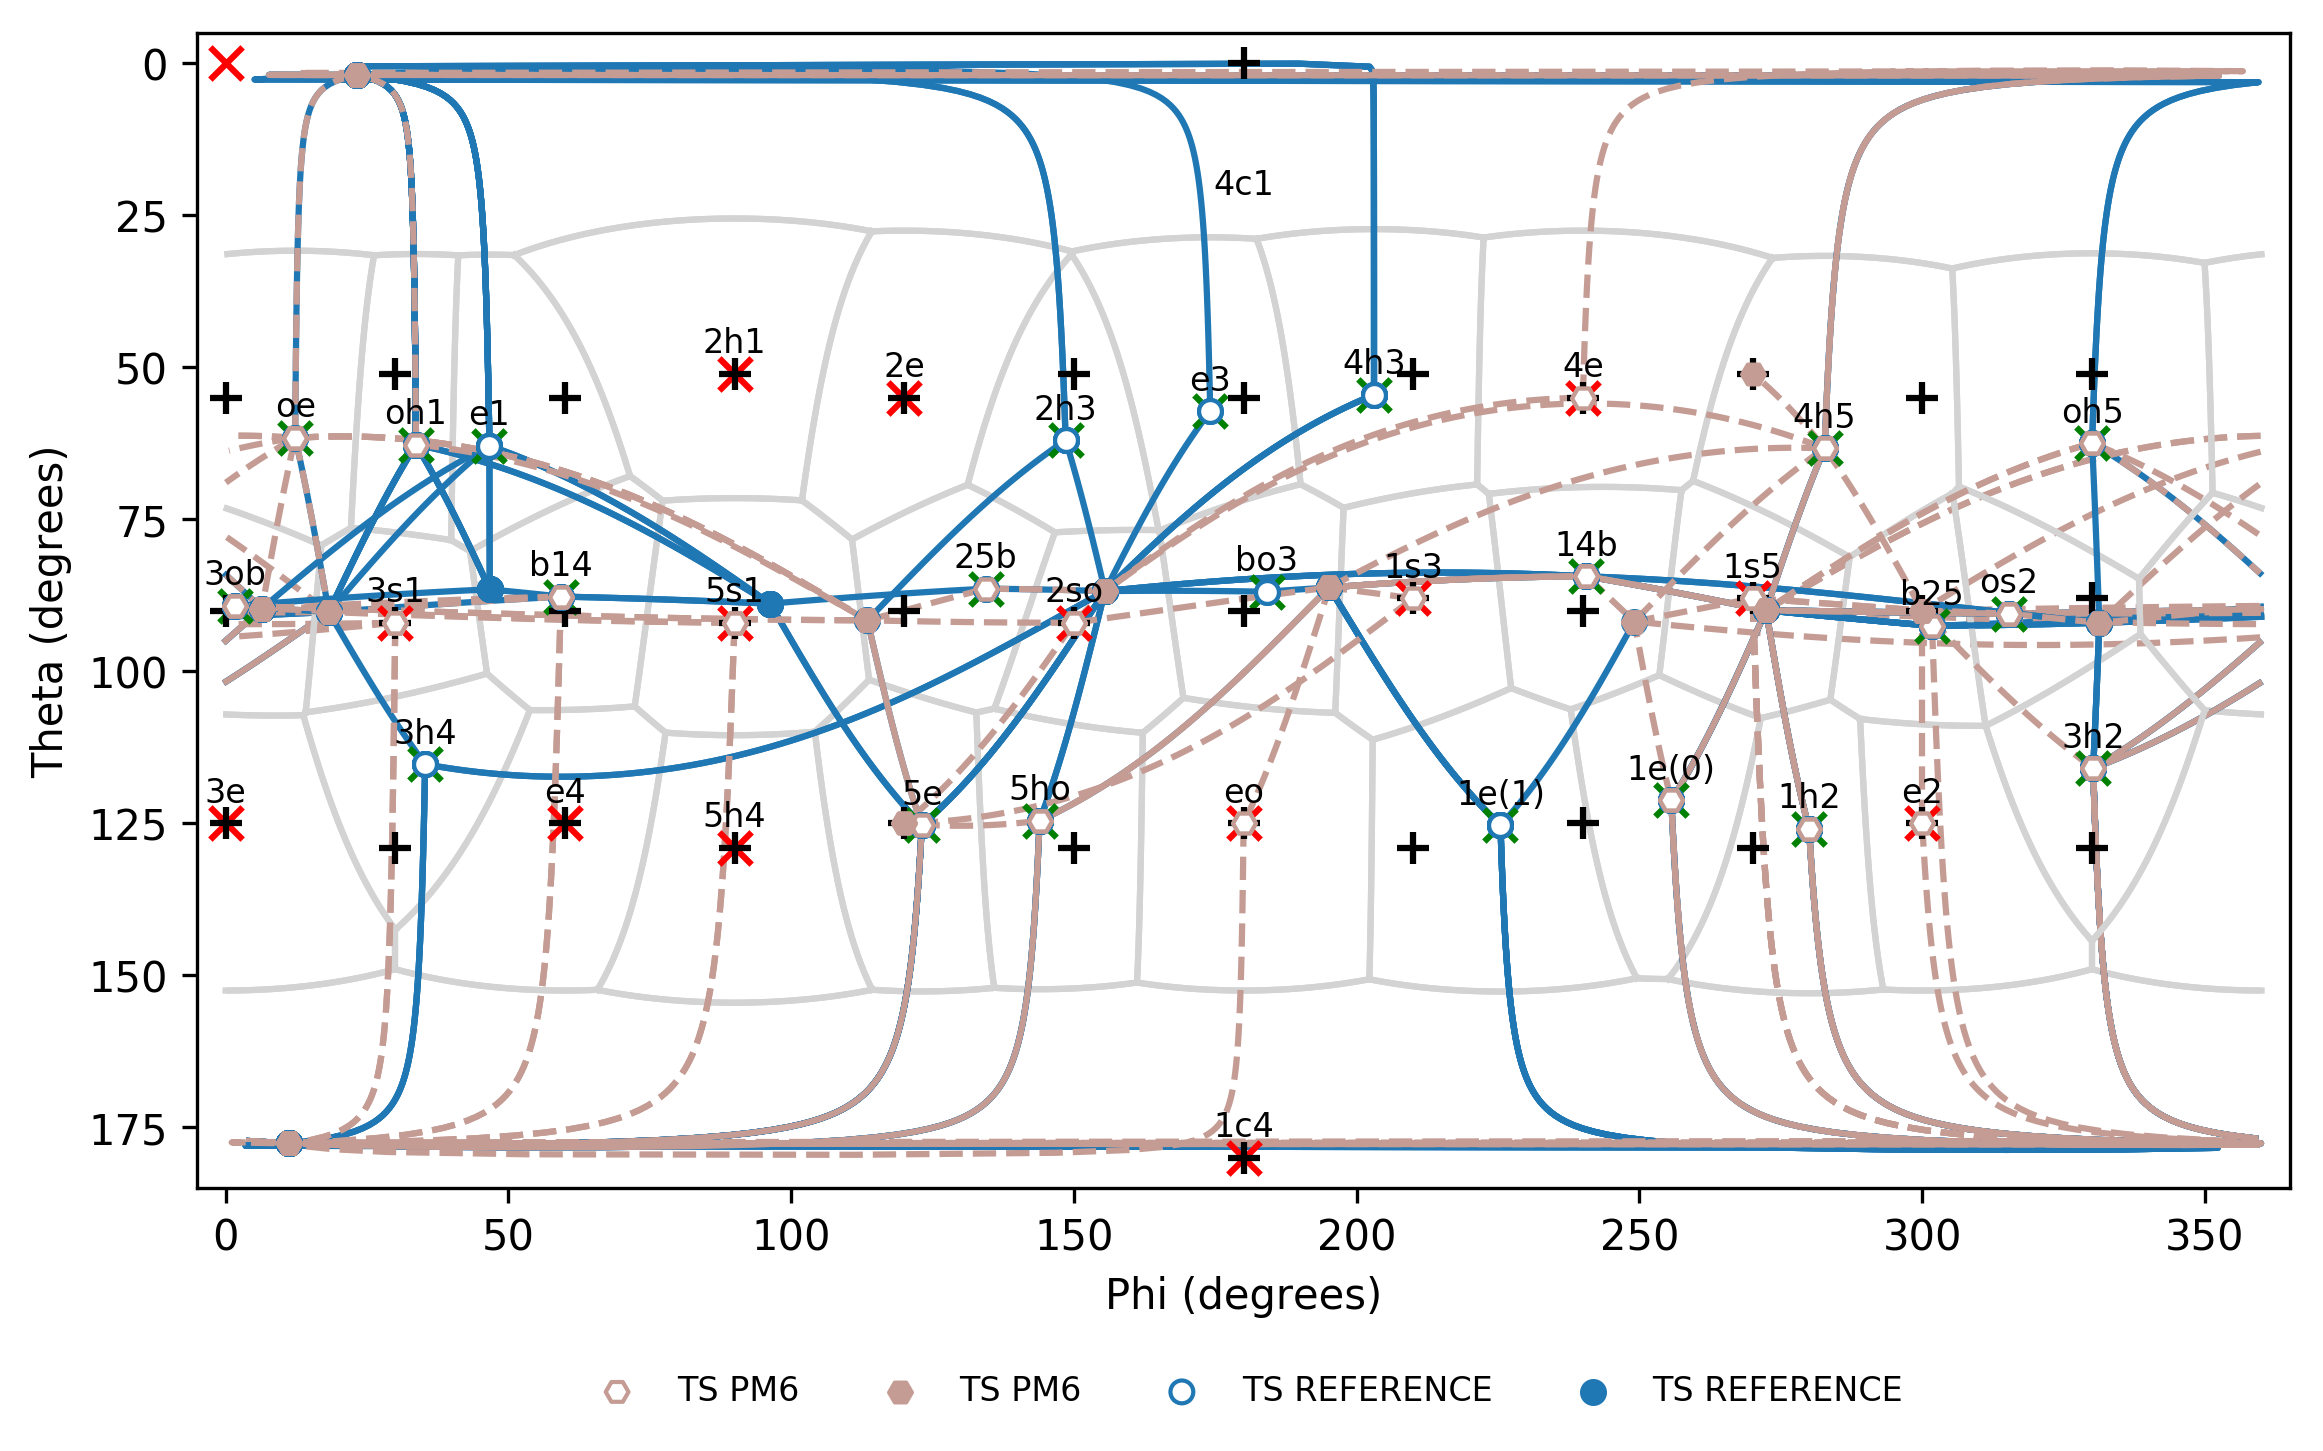 0
25
50
75
100
125
150
175
Theta (degrees)
4c1
2h1
2e
e3
4h3
4e
oe
oh1
e1
2h3
4h5
oh5
3ob
3s1
b14
5s1
25b
2so
bo3
1s3
14b
1s5
b25
os2
3h4
3h2
3e
e4
5h4
5e
5ho
eo
1e(1)
1e(0)
1h2
e2
1c4
0 50 100 150 200 250 300 350
Phi (degrees)
TS PM6 TS PM6 TS REFERENCE TS REFERENCE